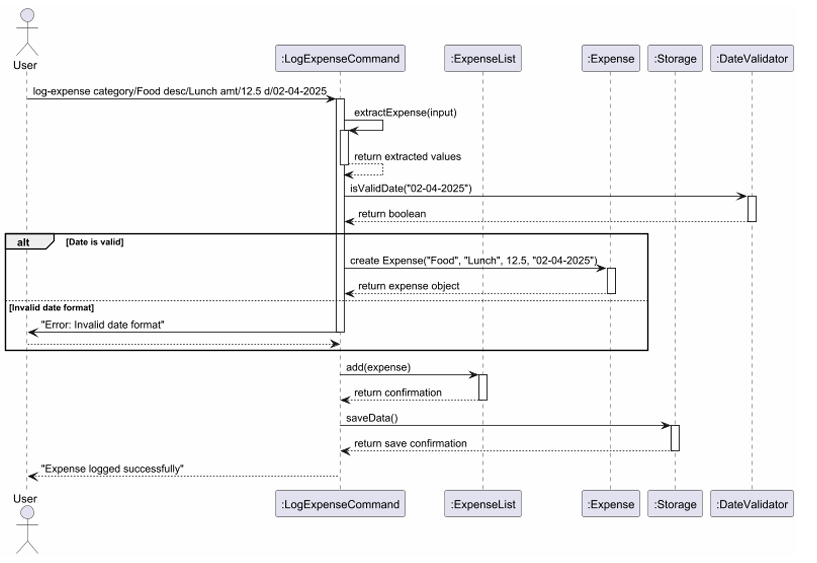 User
:LogExpenseCommand
:ExpenseList
:Expense
:Storage
:DateValidator
log-expense category/Food desc/Lunch amt/12.5 d/02-04-2025
extractExpense(input)
return extracted values
isValidDate("02-04-2025")
return boolean
alt [Date is valid]
create Expense("Food", "Lunch", 12.5, "02-04-2025")
return expense object
[Invalid date format]
"Error: Invalid date format"
add(expense)
return confirmation
saveData()
return save confirmation
"Expense logged successfully"
User
:LogExpenseCommand
:ExpenseList
:Expense
:Storage
:DateValidator